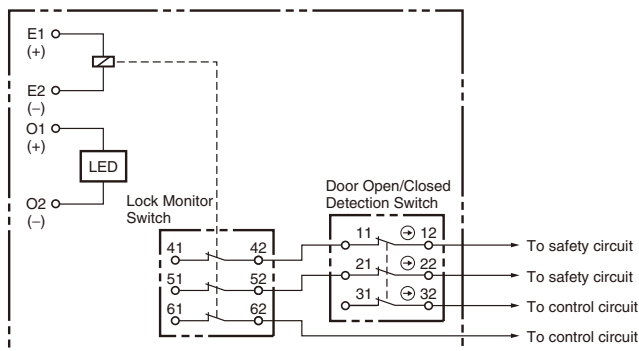 E1
(+)
E2
(−)
O1
(+)
LED
O2
(−)
Lock Monitor
Switch
Door Open/Closed
Detection Switch
41 42
51 52
61 62
11 12
21 22
31 32
To safety circuit
To safety circuit
To control circuit
To control circuit